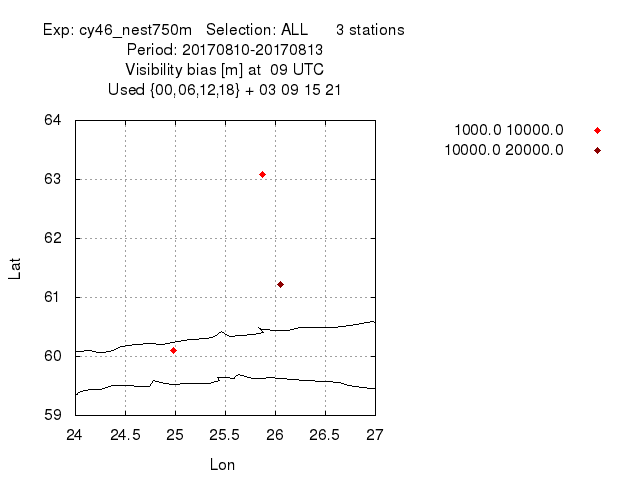 Exp: cy46_nest750m Selection: ALL 3 stations
Period: 20170810-20170813
Visibility bias [m] at 09 UTC
Used {00,06,12,18} + 03 09 15 21
1000.0 10000.0
10000.0 20000.0
64
63
62
61
60
59
Lat
24 24.5 25 25.5 26 26.5 27
Lon